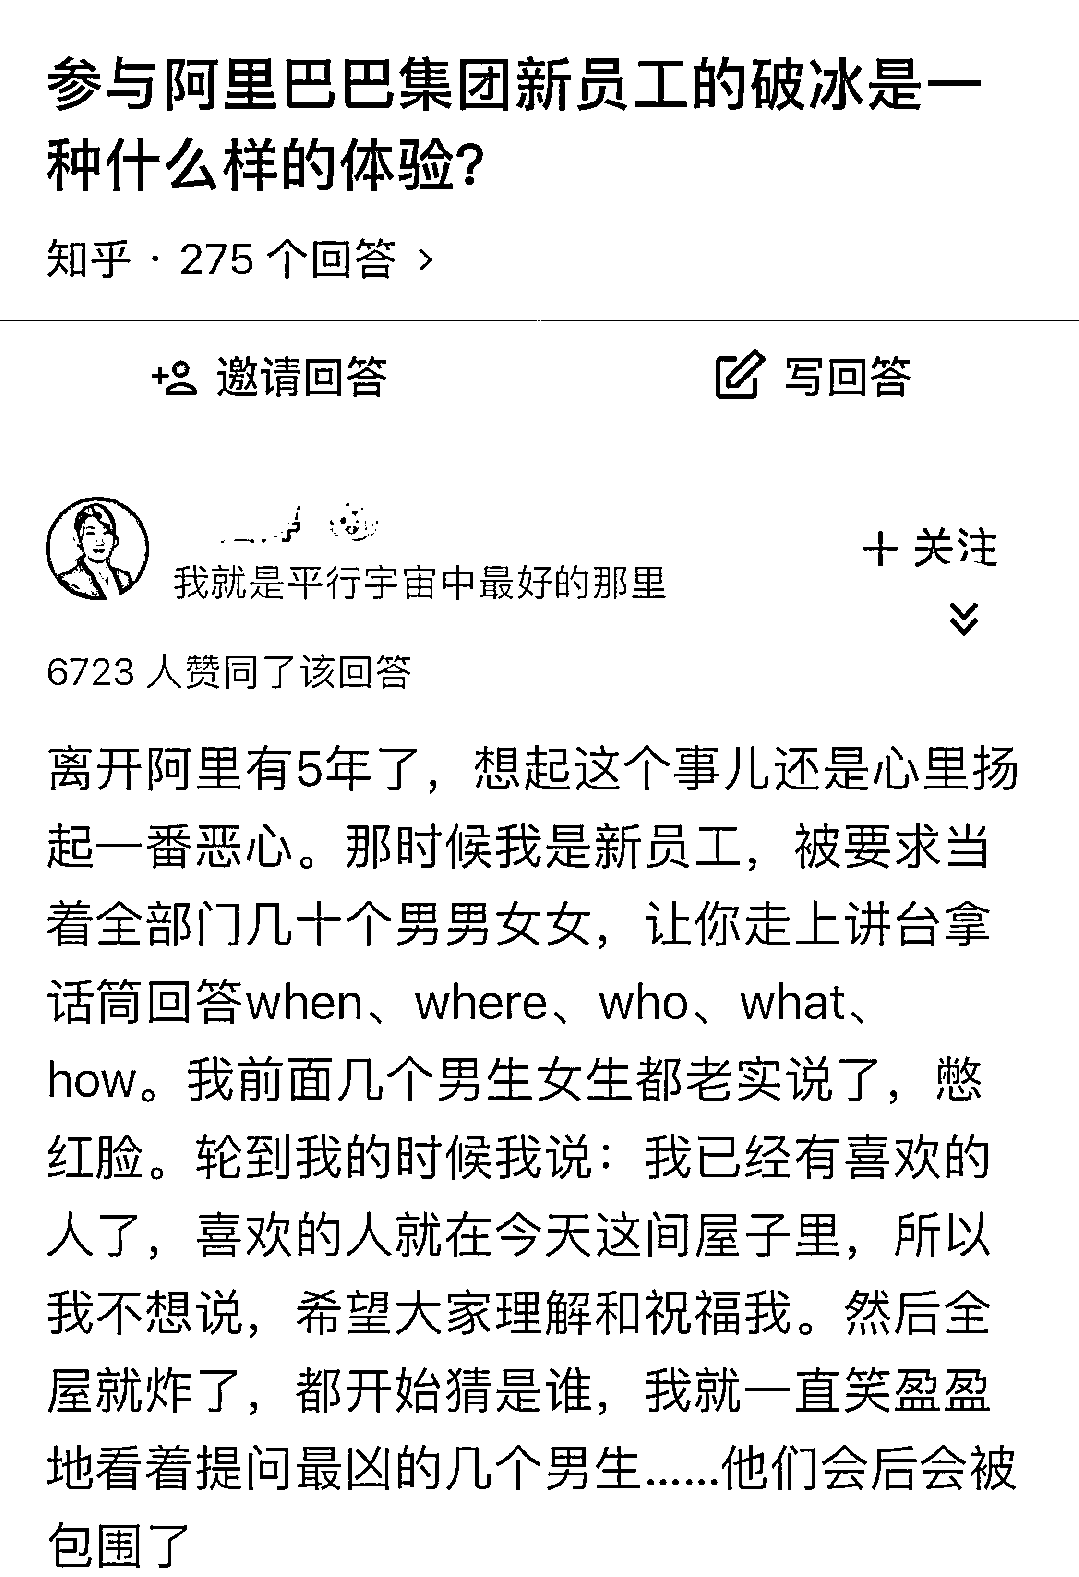 参与阿里巴巴集团新员工的破冰是一
种什么样的体验?
知乎 · 275 个回答 >
邀请回答
写回答
我就是平行宇宙中最好的那里
+ 关注
6723 人赞同了该回答
离开阿里有5年了，想起这个事儿还是心里扬
起一番恶心。那时候我是新员工，被要求当
着全部门几十个男男女女，让你走上讲台拿
话筒回答when、where、who、what、
how。我前面几个男生女生都老实说了，憋
红脸。轮到我的时候我说：我已经有喜欢的
人了，喜欢的人就在今天这间屋子里，所以
我不想说，希望大家理解和祝福我。然后全
屋就炸了，都开始猜是谁，我就一直笑盈盈
地看着提问最凶的几个男生......他们会后会被
包围了